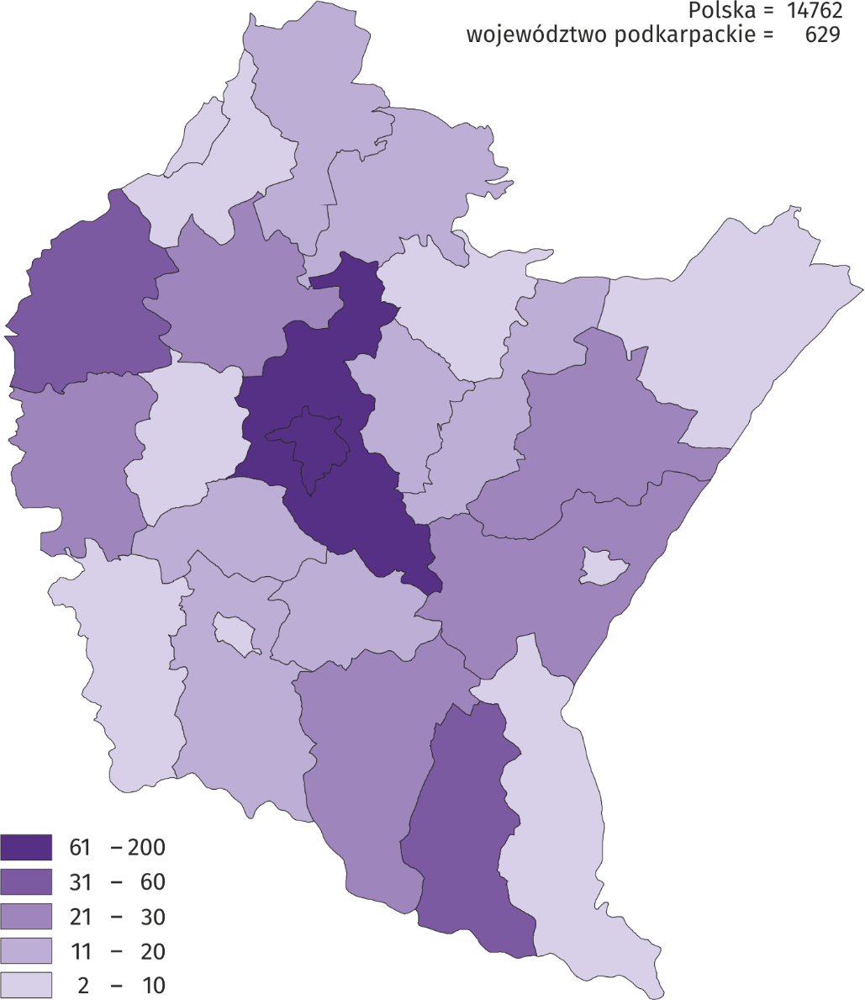 Polska = 14762
województwo podkarpackie = 629
61 – 200
31 – 60
21 – 30
11 – 20
2 – 10